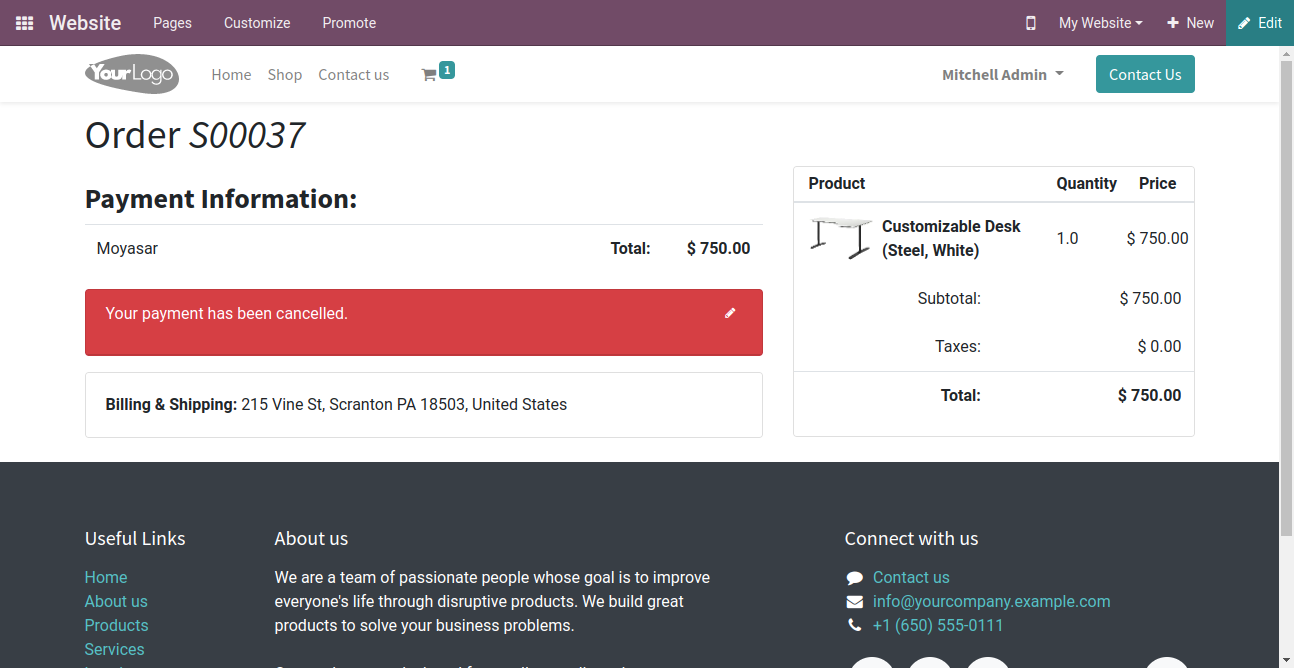 Website Pages Customize Promote My Website New Edit
YourLogo Home Shop Contact us 1 Mitchell Admin Contact Us
Order S00037
Payment Information:
Moyasar Total: $ 750.00
Your payment has been cancelled.
Billing & Shipping: 215 Vine St, Scranton PA 18503, United States
Product Quantity Price
Customizable Desk
(Steel, White) 1.0 $ 750.00
Subtotal: $ 750.00
Taxes: $ 0.00
Total: $ 750.00
Useful Links
Home
About us
Products
Services
About us
We are a team of passionate people whose goal is to improve
everyone's life through disruptive products. We build great
products to solve your business problems.
Connect with us
Contact us
info@yourcompany.example.com
+1 (650) 555-0111